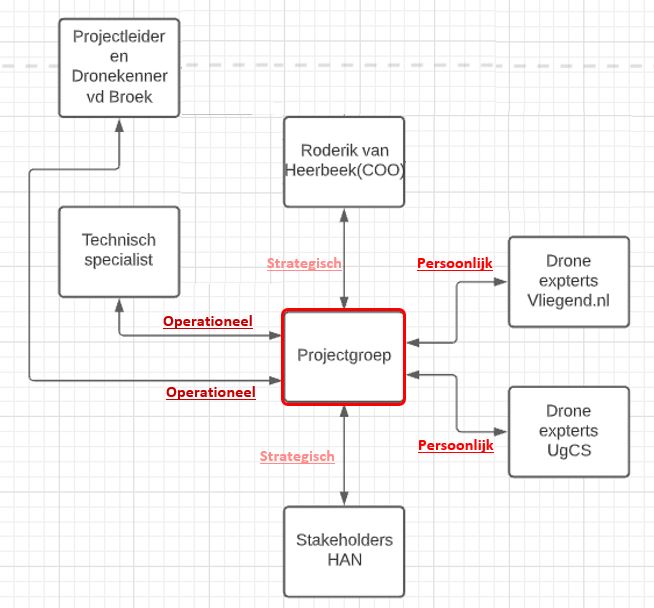 Projectleider
en
Dronekenner
vd Broek
Roderik van
Heerbeek(COO)
Technisch
specialist
Strategisch
Persoonlijk
Drone
expterts
Vliegend.nl
Operationeel
Projectgroep
Operationeel
Drone
expterts
UgCS
Persoonlijk
Strategisch
Stakeholders
HAN